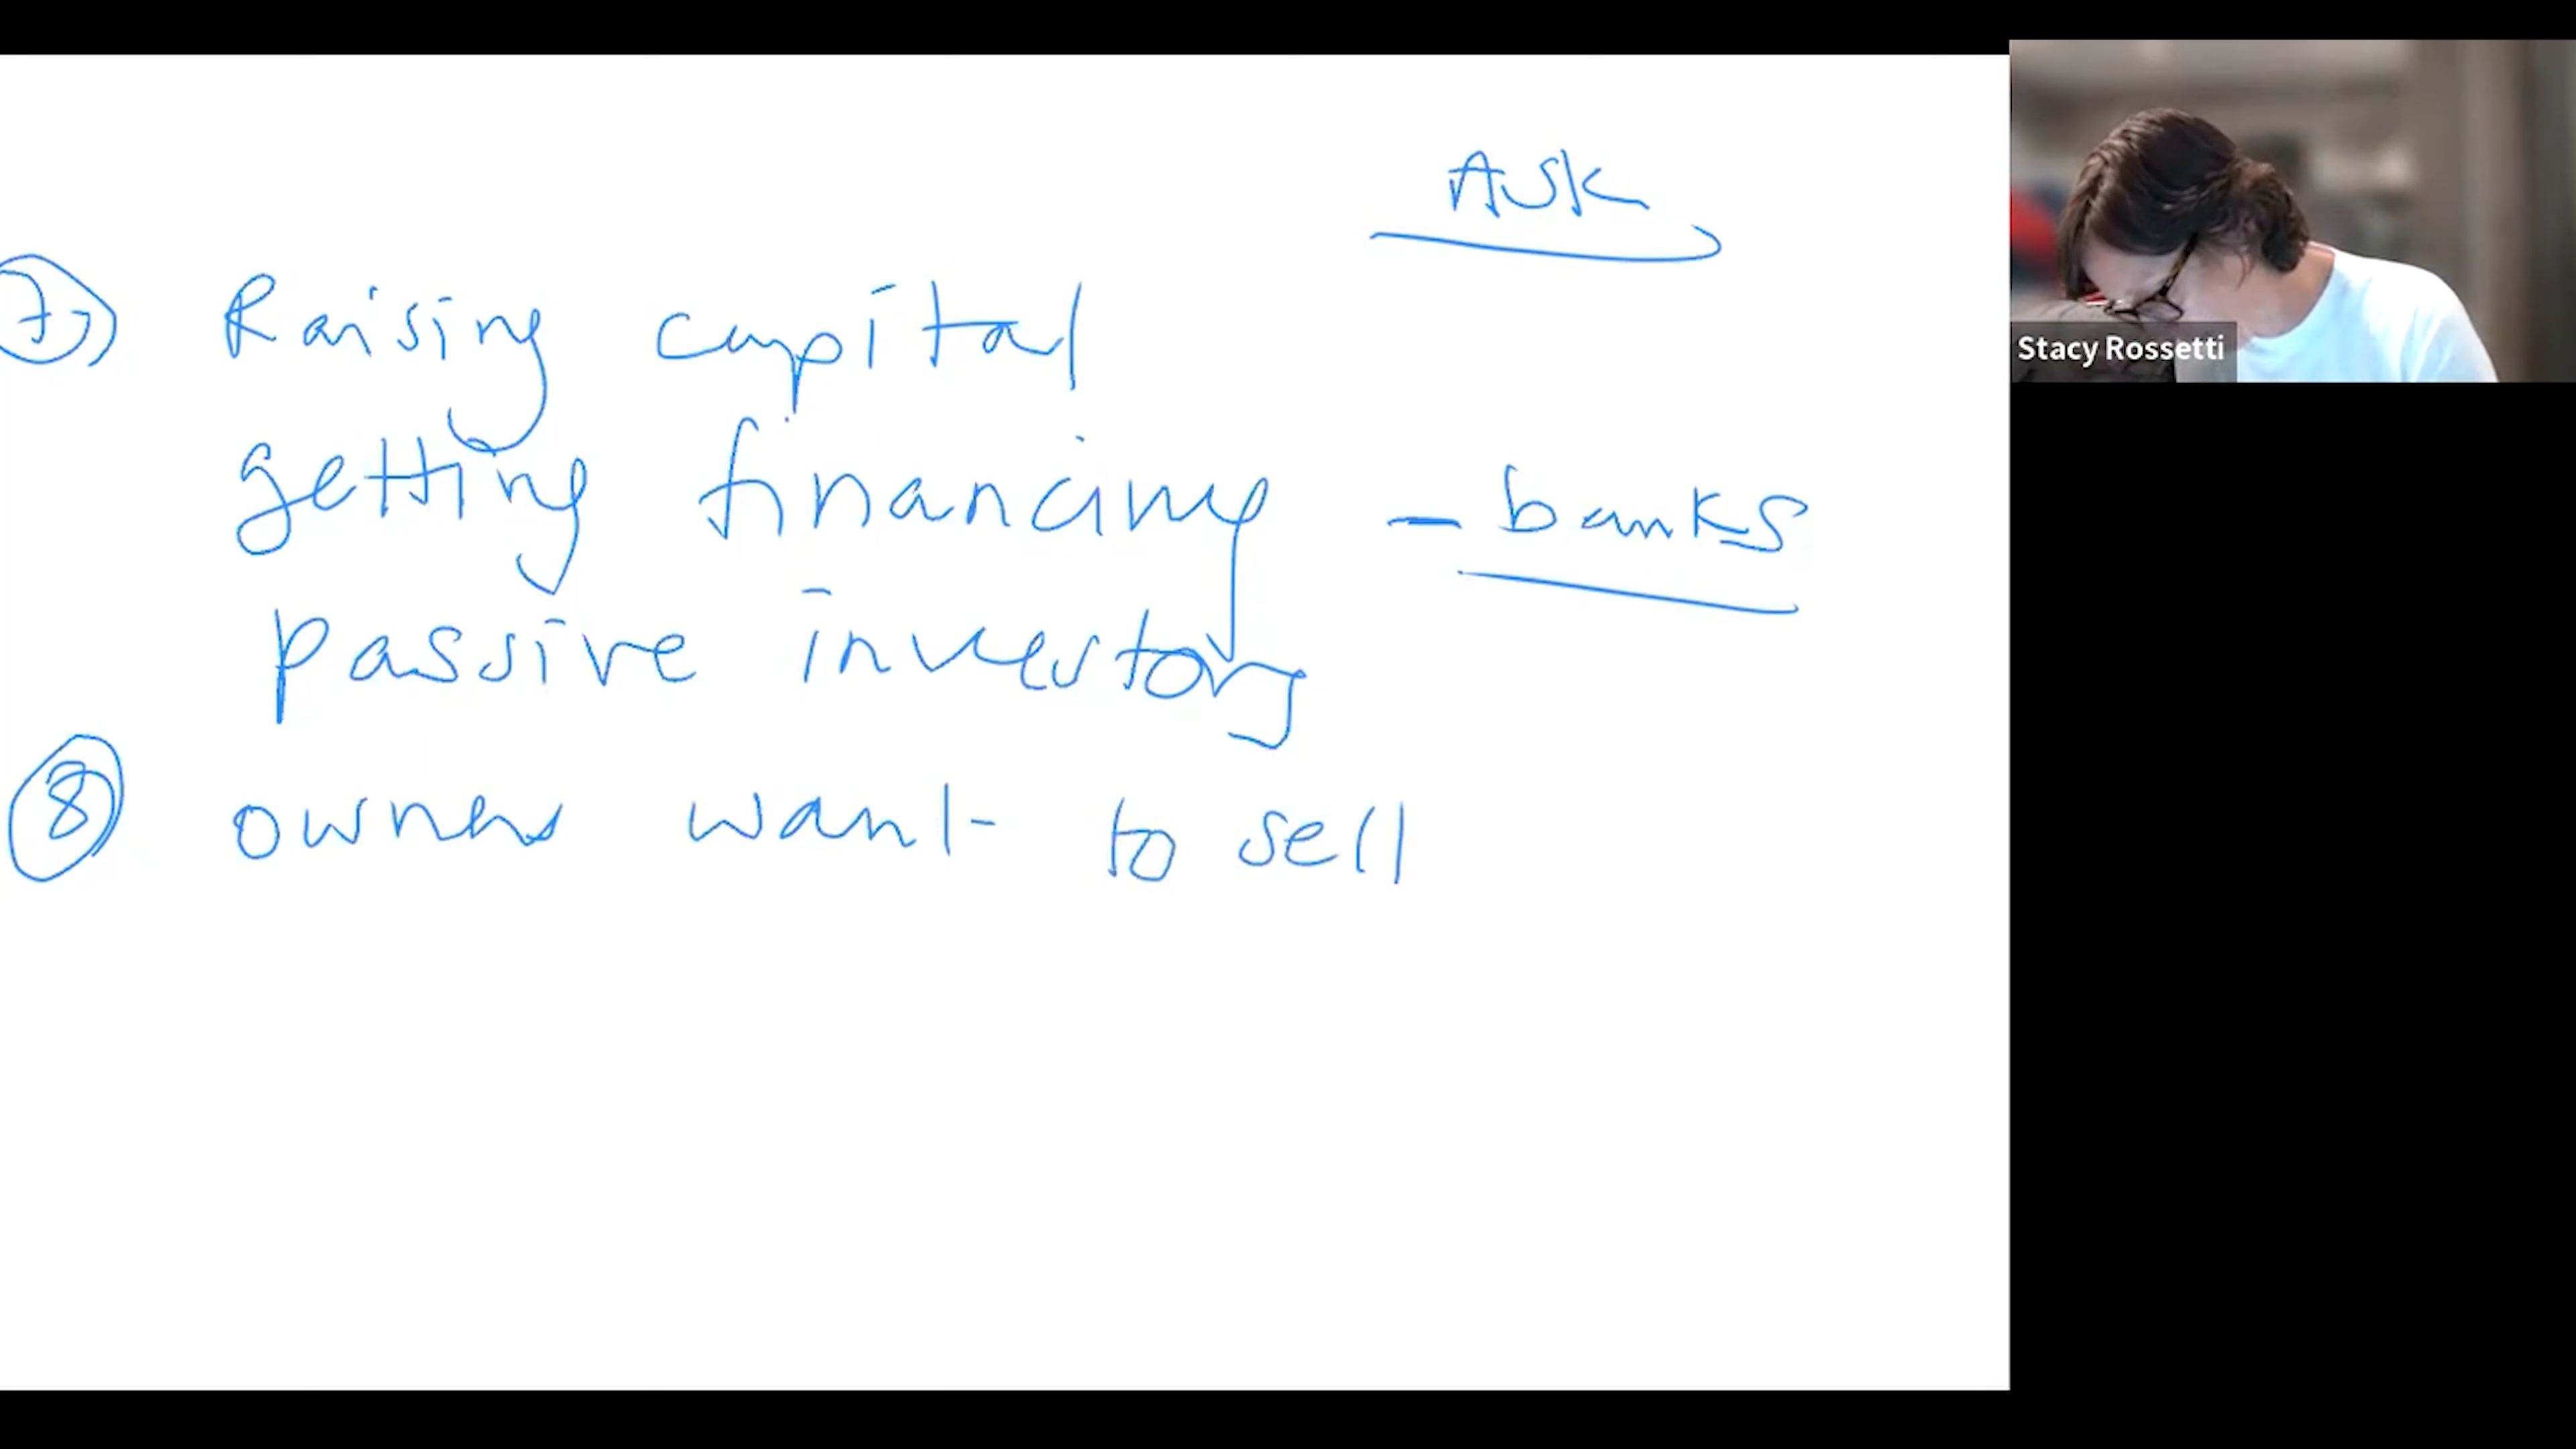 Ask
7) Raising capital
getting financing - banks
passive investors
8 owners want to sell
Stacy Rossetti